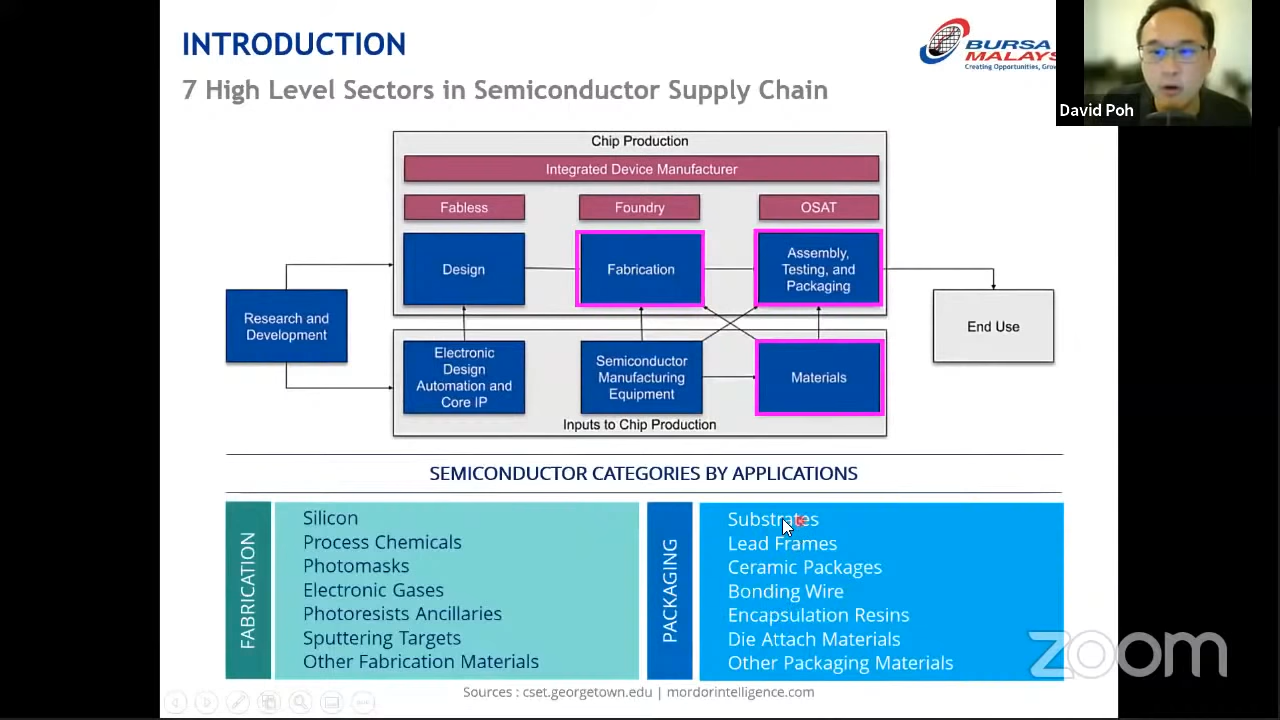 INTRODUCTION
BURSA
MALAYS
Creating Opportunities, Grow
David Poh
7 High Level Sectors in Semiconductor Supply Chain
Chip Production
Integrated Device Manufacturer
Fabless
Foundry
OSAT
Design
Fabrication
Assembly,
Testing, and
Packaging
Research and
Development
End Use
Electronic
Design
Automation and
Core IP
Semiconductor
Manufacturing
Equipment
Materials
Inputs to Chip Production
SEMICONDUCTOR CATEGORIES BY APPLICATIONS
FABRICATION
Silicon
Process Chemicals
Photomasks
Electronic Gases
Photoresists Ancillaries
Sputtering Targets
Other Fabrication Materials
PACKAGING
Substrates
Lead Frames
Ceramic Packages
Bonding Wire
Encapsulation Resins
Die Attach Materials
Other Packaging Materials
zoom
Sources : cset.georgetown.edu | mordorintelligence.com